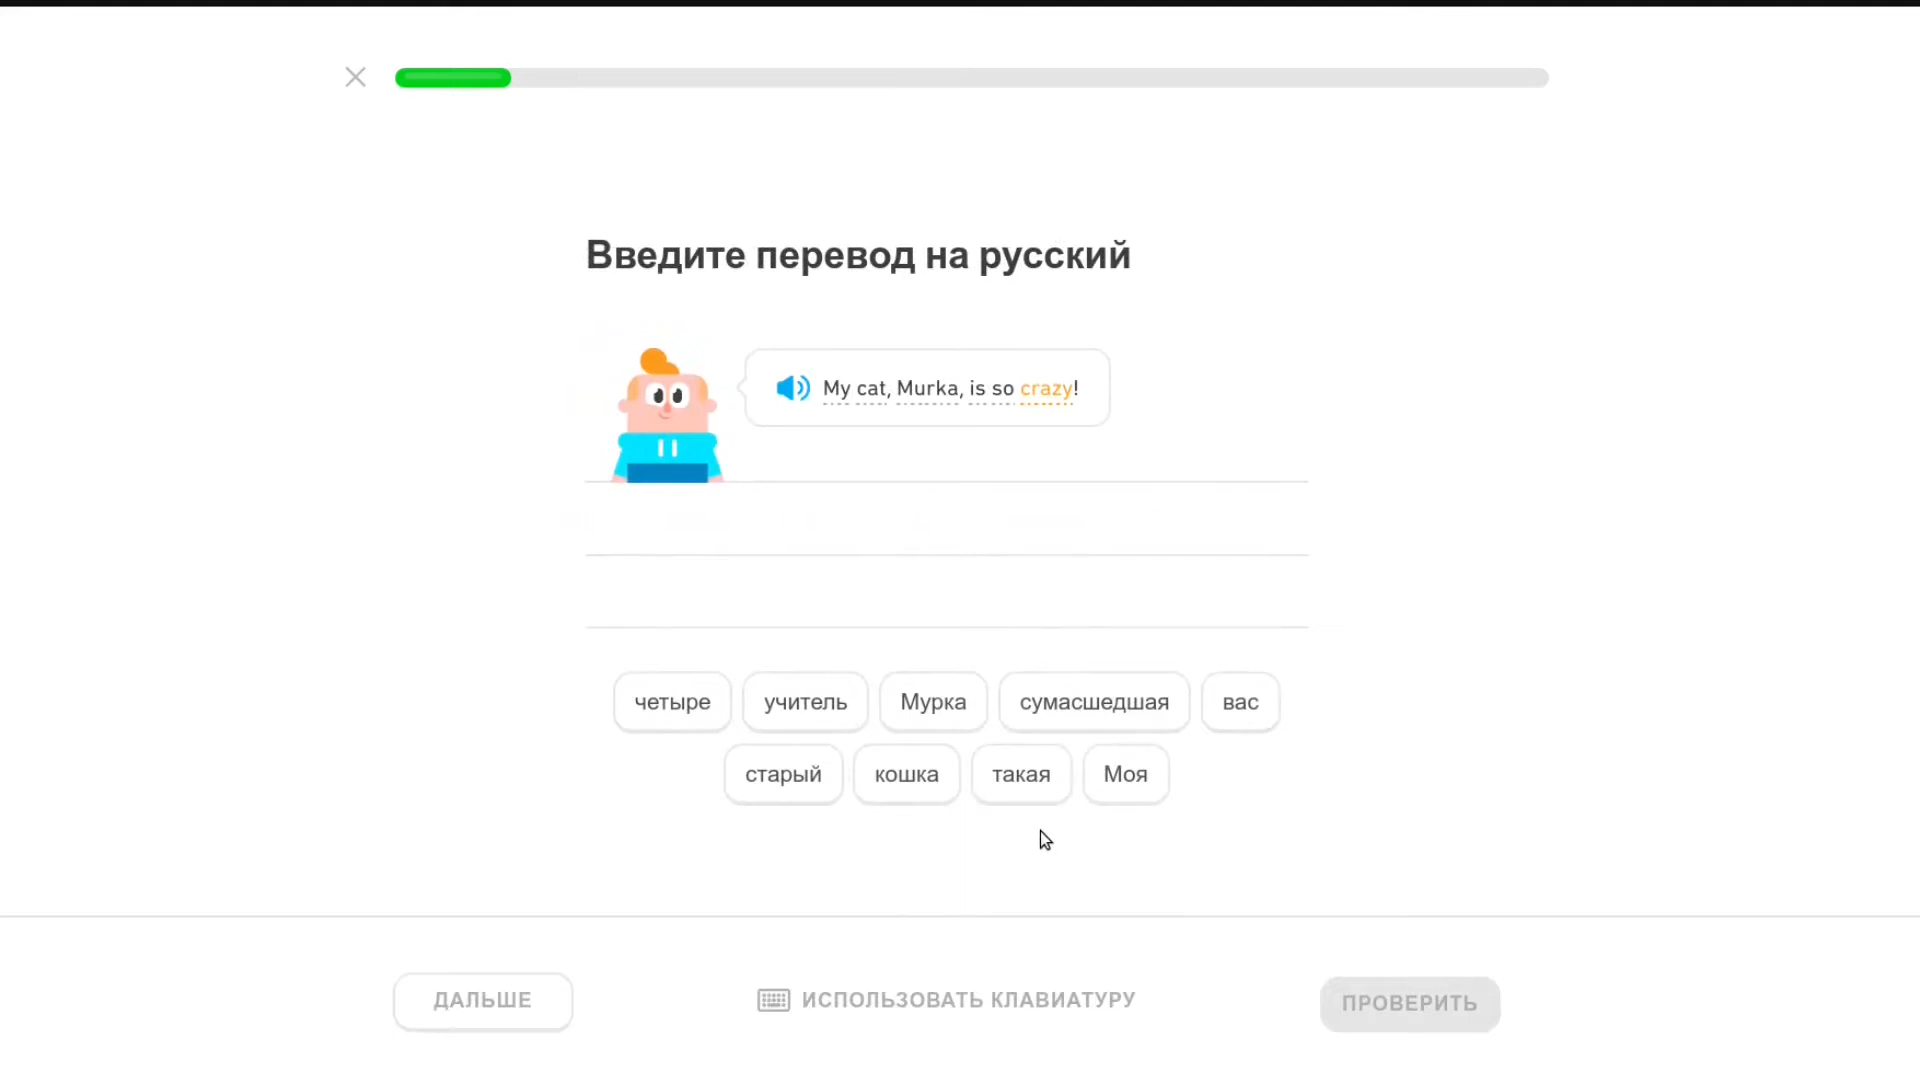 Введите перевод на русский
My cat, Murka, is so crazy!
четыре учитель Мурка сумасшедшая вас
старый кошка такая Моя
ДАЛЬШЕ ИСПОЛЬЗОВАТЬ КЛАВИАТУРУ ПРОВЕРИТЬ